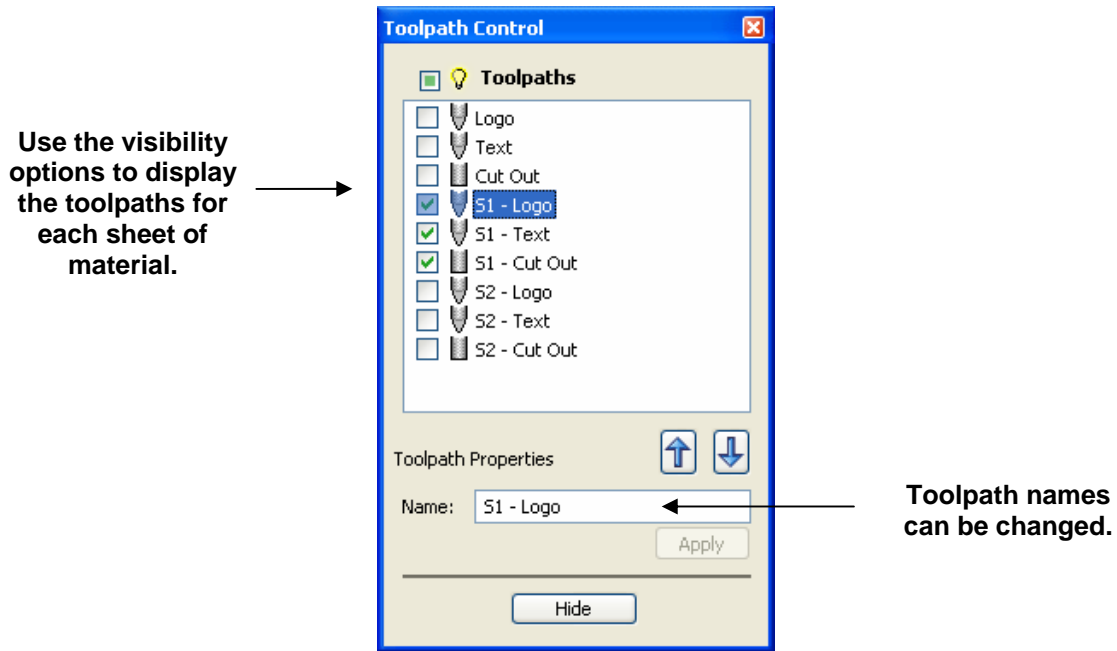 Toolpath Control
Toolpaths
Logo
Text
Cut Out
S1 - Logo
S1 - Text
S1 - Cut Out
S2 - Logo
S2 - Text
S2 - Cut Out
Use the visibility
options to display
the toolpaths for
each sheet of
material.
Toolpath Properties
Name: S1 - Logo
Apply
Hide
Toolpath names
can be changed.